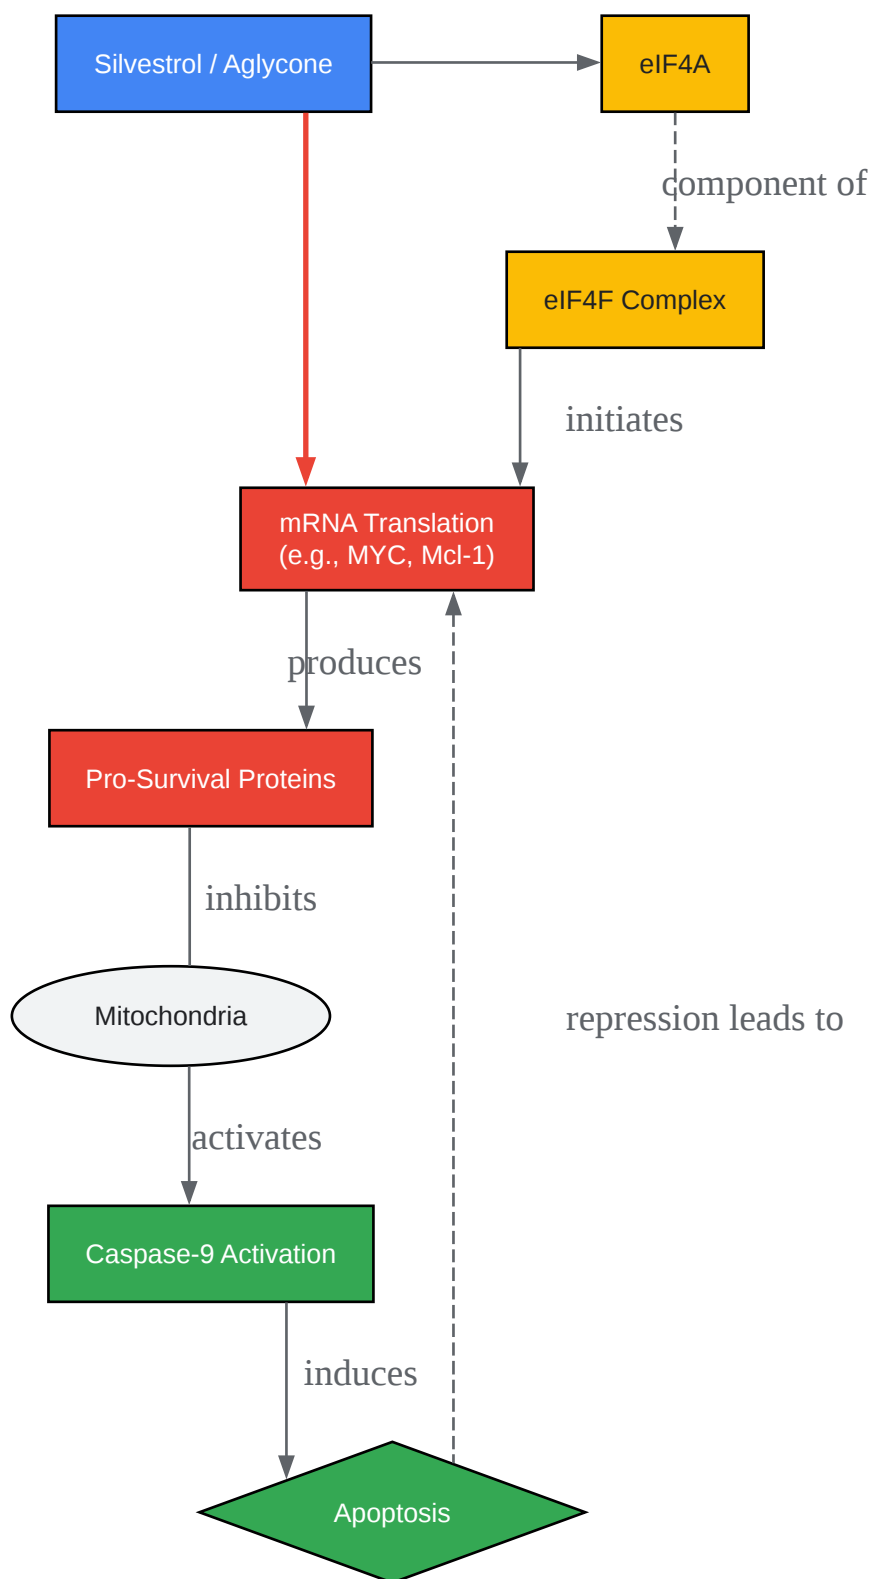 Silvestrol / Aglycone
eIF4A
component of
eIF4F Complex
initiates
mRNA Translation
(e.g., MYC, Mcl-1)
produces
Pro-Survival Proteins
inhibits
Mitochondria
repression leads to
activates
Caspase-9 Activation
induces
Apoptosis